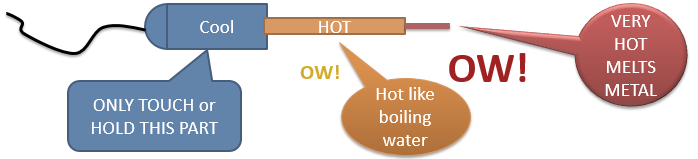 Cool
HOT
ONLY TOUCH or
HOLD THIS PART
OW!
Hot like
boiling
water
OW!
VERY
HOT
MELTS
METAL